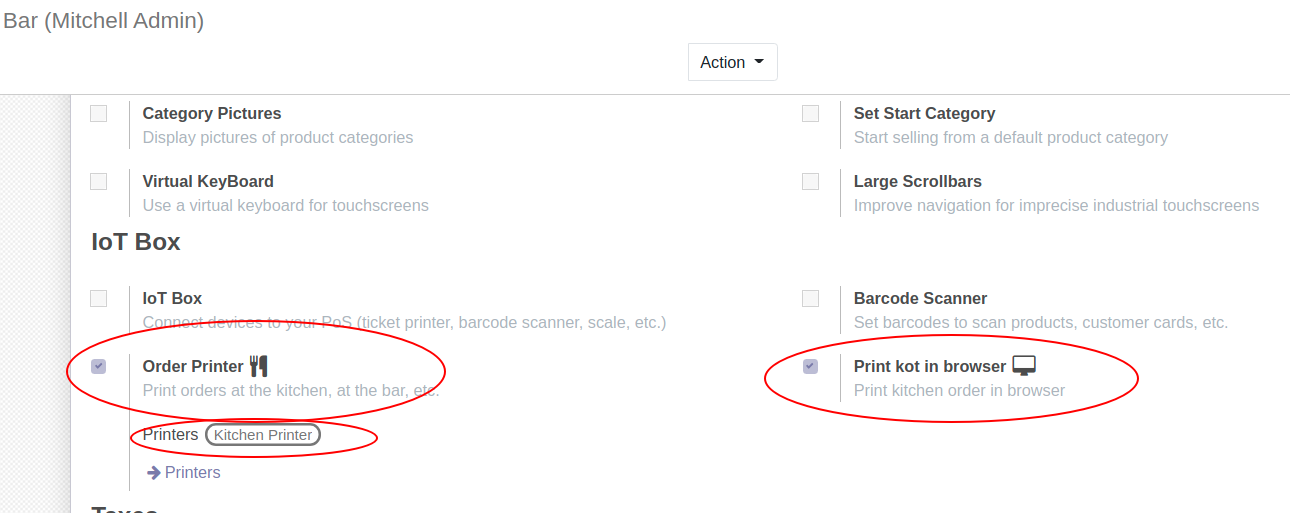 Bar (Mitchell Admin)
Action
Category Pictures
Display pictures of product categories
Set Start Category
Start selling from a default product category
Virtual KeyBoard
Use a virtual keyboard for touchscreens
Large Scrollbars
Improve navigation for imprecise industrial touchscreens
IoT Box
IoT Box
Connect devices to your PoS (ticket printer, barcode scanner, scale, etc.)
Barcode Scanner
Set barcodes to scan products, customer cards, etc.
Order Printer
Print orders at the kitchen, at the bar, etc.
Print kot in browser
Print kitchen order in browser
Printers Kitchen Printer
Printers
Taxes